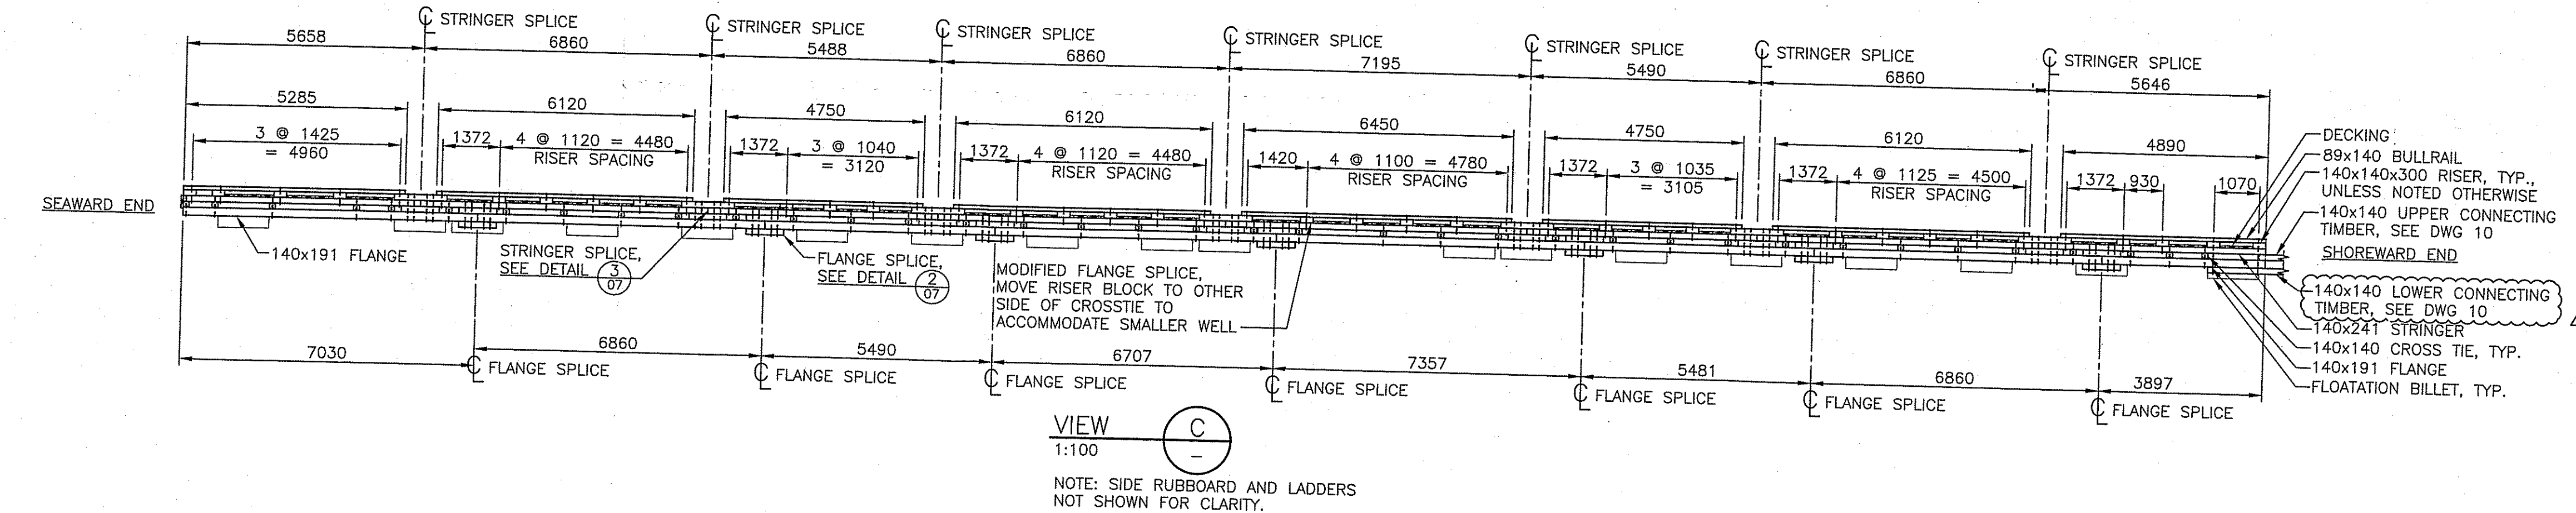 ℄ STRINGER SPLICE
℄ STRINGER SPLICE
℄ STRINGER SPLICE
℄ STRINGER SPLICE
℄ STRINGER SPLICE
℄ STRINGER SPLICE
℄ STRINGER SPLICE
5658
6860
5488
6860
7195
5490
6860
5646
5285
6120
4750
6120
6450
4750
6120
4890
3 @ 1425
= 4960
1372
4 @ 1120 = 4480
RISER SPACING
1372
3 @ 1040
= 3120
1372
4 @ 1120 = 4480
RISER SPACING
1420
4 @ 1100 = 4780
RISER SPACING
1372
3 @ 1035
= 3105
1372
4 @ 1125 = 4500
RISER SPACING
1372
930
1070
DECKING
89x140 BULLRAIL
140x140x300 RISER, TYP.,
UNLESS NOTED OTHERWISE
140x140 UPPER CONNECTING
TIMBER, SEE DWG 10
SHOREWARD END
140x140 LOWER CONNECTING
TIMBER, SEE DWG 10
140x241 STRINGER
140x140 CROSS TIE, TYP.
140x191 FLANGE
FLOATATION BILLET, TYP.
SEAWARD END
140x191 FLANGE
STRINGER SPLICE,
SEE DETAIL 3
07
FLANGE SPLICE,
SEE DETAIL 2
07
MODIFIED FLANGE SPLICE,
MOVE RISER BLOCK TO OTHER
SIDE OF CROSSTIE TO
ACCOMMODATE SMALLER WELL
7030
6860
5490
6707
7357
5481
6860
3897
℄ FLANGE SPLICE
℄ FLANGE SPLICE
℄ FLANGE SPLICE
℄ FLANGE SPLICE
℄ FLANGE SPLICE
℄ FLANGE SPLICE
℄ FLANGE SPLICE
VIEW C
1:100 -
NOTE: SIDE RUBBOARD AND LADDERS
NOT SHOWN FOR CLARITY.